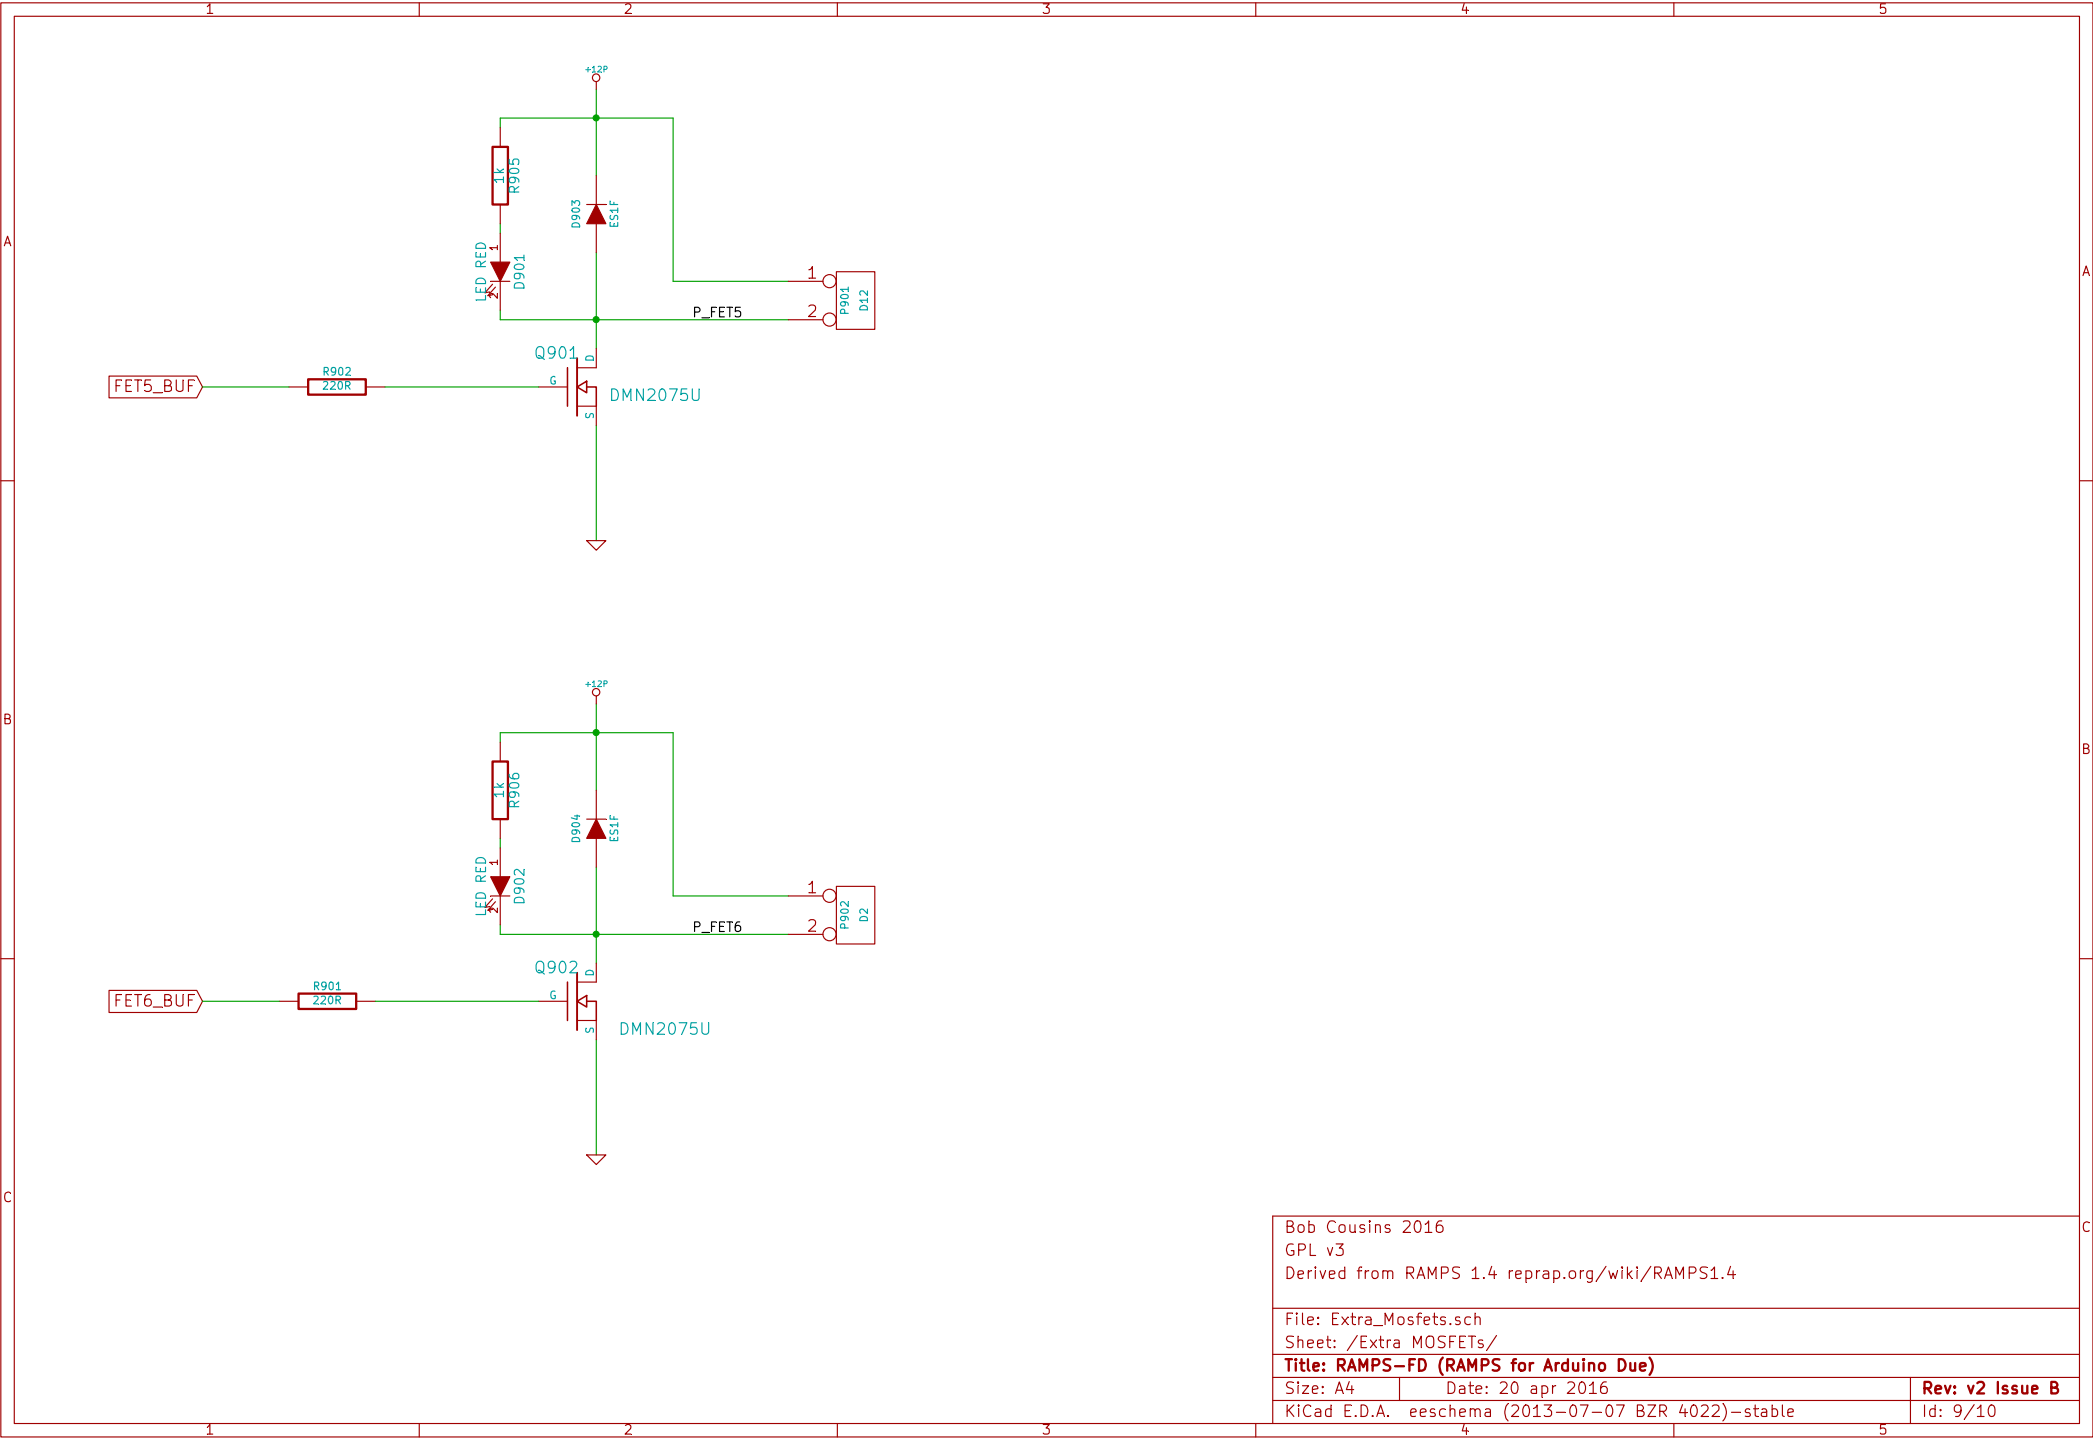 1 2 3 4 5
A
A
B
B
C
C
+12P
1k
R905
D903
ES1F
LED RED
1
2
D901
1
2
P901
D12
P_FET5
Q901
D
G
S
DMN2075U
FET5_BUF
R902
220R
+12P
1k
R906
D904
ES1F
LED RED
1
2
D902
1
2
P902
D2
P_FET6
Q902
D
G
S
DMN2075U
FET6_BUF
R901
220R
Bob Cousins 2016
GPL v3
Derived from RAMPS 1.4 reprap.org/wiki/RAMPS1.4
File: Extra_Mosfets.sch
Sheet: /Extra MOSFETs/
Title: RAMPS-FD (RAMPS for Arduino Due)
Size: A4 Date: 20 apr 2016 Rev: v2 Issue B
KiCad E.D.A. eeschema (2013-07-07 BZR 4022)-stable Id: 9/10
1 2 3 4 5